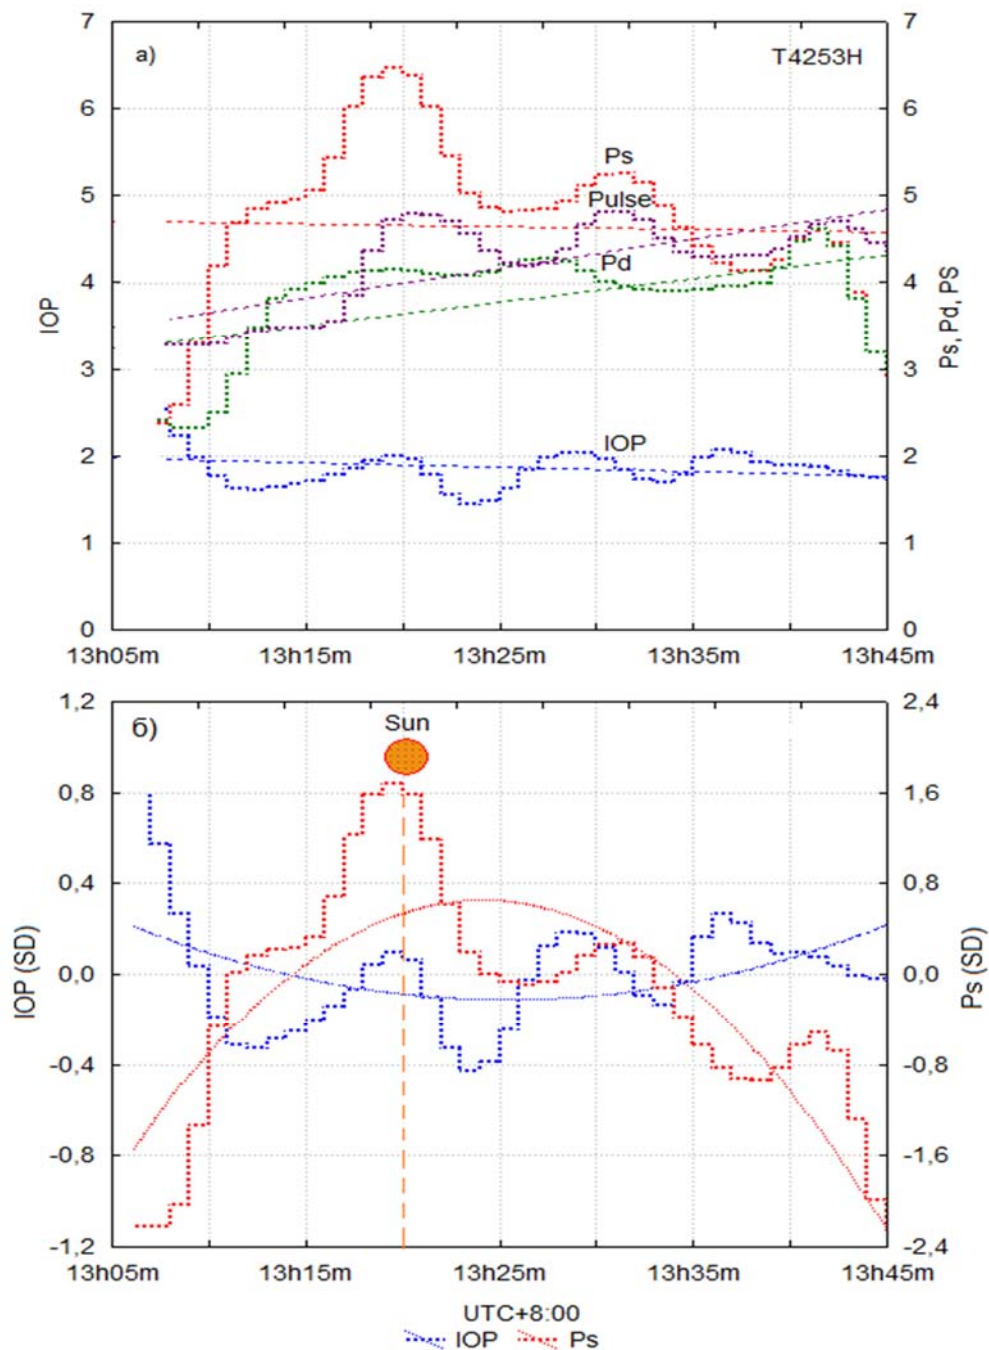 7 7
а) T4253H
6 6
Ps
5 5
Pulse
Pd
4 4
IOP Ps, Pd, PS
3 3
IOP
2 2
1 1
0 0
13h05m 13h15m 13h25m 13h35m 13h45m
1,2 2,4
б) Sun
0,8 1,6
0,4 0,8
IOP (SD) 0,0 0,0 Ps (SD)
-0,4 -0,8
-0,8 -1,6
-1,2 -2,4
13h05m 13h15m 13h25m 13h35m 13h45m
UTC+8:00
IOP Ps